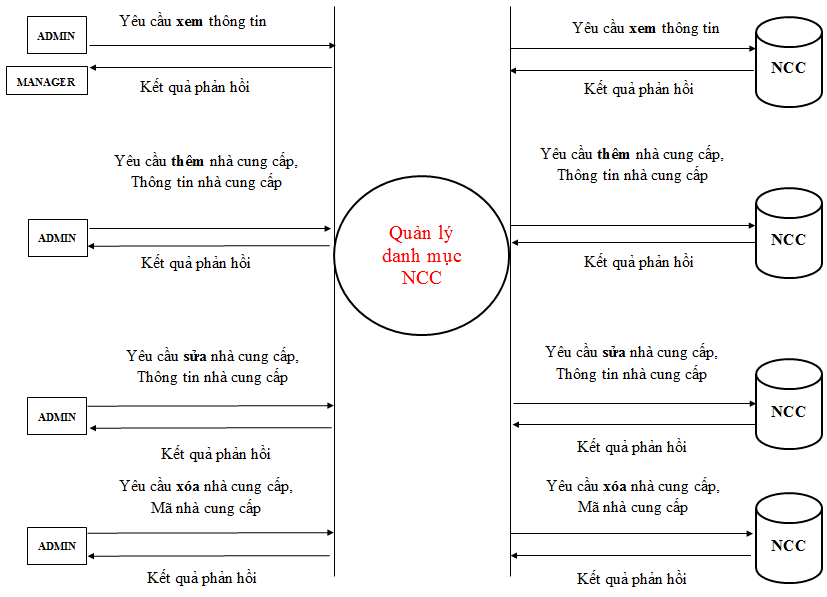 Yêu cầu xem thông tin
ADMIN
MANAGER
Kết quả phản hồi
Yêu cầu xem thông tin
NCC
Kết quả phản hồi
Yêu cầu thêm nhà cung cấp,
Thông tin nhà cung cấp
ADMIN
Kết quả phản hồi
Yêu cầu thêm nhà cung cấp,
Thông tin nhà cung cấp
NCC
Kết quả phản hồi
Quản lý
danh mục
NCC
Yêu cầu sửa nhà cung cấp,
Thông tin nhà cung cấp
ADMIN
Kết quả phản hồi
Yêu cầu sửa nhà cung cấp,
Thông tin nhà cung cấp
NCC
Kết quả phản hồi
Yêu cầu xóa nhà cung cấp,
Mã nhà cung cấp
ADMIN
Kết quả phản hồi
Yêu cầu xóa nhà cung cấp,
Mã nhà cung cấp
NCC
Kết quả phản hồi